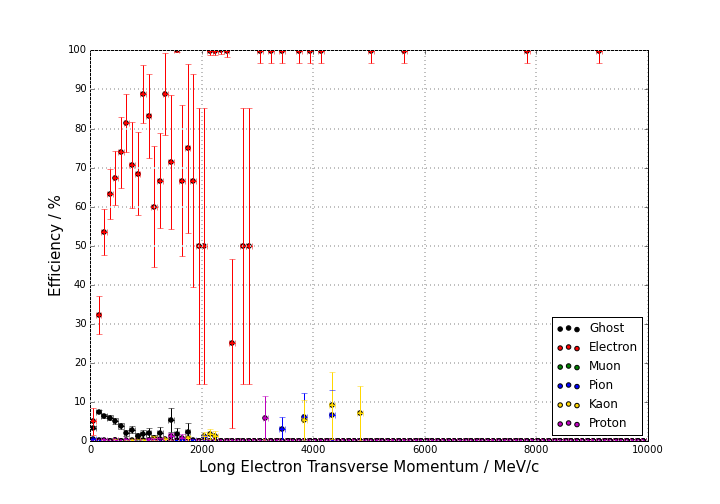 100
90
80
70
60
50
40
30
20
10
0
Efficiency / %
0 2000 4000 6000 8000 10000
Long Electron Transverse Momentum / MeV/c
Ghost
Electron
Muon
Pion
Kaon
Proton